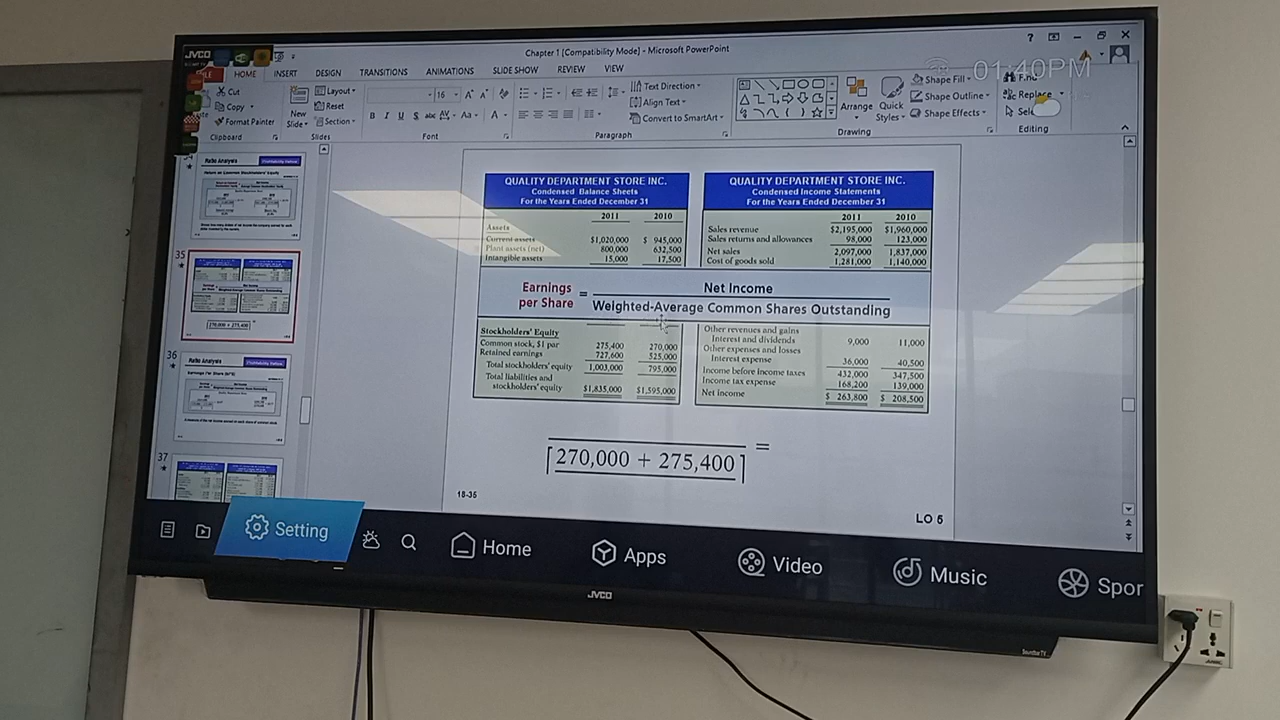 JVCO
Chapter 1 [Compatibility Mode] - Microsoft PowerPoint
01:40PM
HOME INSERT DESIGN TRANSITIONS ANIMATIONS SLIDE SHOW REVIEW VIEW
Cut
Copy
Format Painter
Clipboard
New Slide
Layout
Reset
Section
Slides
16
Font
Text Direction
Align Text
Convert to SmartArt
Paragraph
Arrange
Quick Styles
Shape Fill
Shape Outline
Shape Effects
Drawing
Replace
Editing
Ratio Analysis
35
36
Ratio Analysis
37
QUALITY DEPARTMENT STORE INC.
Condensed Balance Sheets
For the Years Ended December 31
2011 2010
Assets
Current assets $1,020,000 $ 945,000
Plant assets (net) 800,000 632,500
Intangible assets 15,000 17,500
QUALITY DEPARTMENT STORE INC.
Condensed Income Statements
For the Years Ended December 31
2011 2010
Sales revenue $2,195,000 $1,960,000
Sales returns and allowances 98,000 123,000
Net sales 2,097,000 1,837,000
Cost of goods sold 1,281,000 1,140,000
Earnings per Share = Net Income
Weighted-Average Common Shares Outstanding
Stockholders' Equity
Common stock, $1 par 275,400 270,000
Retained earnings 727,600 525,000
Total stockholders' equity 1,003,000 795,000
Total liabilities and
stockholders' equity $1,835,000 $1,595,000
Other revenues and gains
Interest and dividends 9,000 11,000
Other expenses and losses
Interest expense 36,000 40,500
Income before income taxes 432,000 347,500
Income tax expense 168,200 139,000
Net income $ 263,800 $ 208,500
[270,000 + 275,400] =
18-35
LO 5
Setting
Home
Apps
Video
Music
Spor
JVCO
Soundbar TV